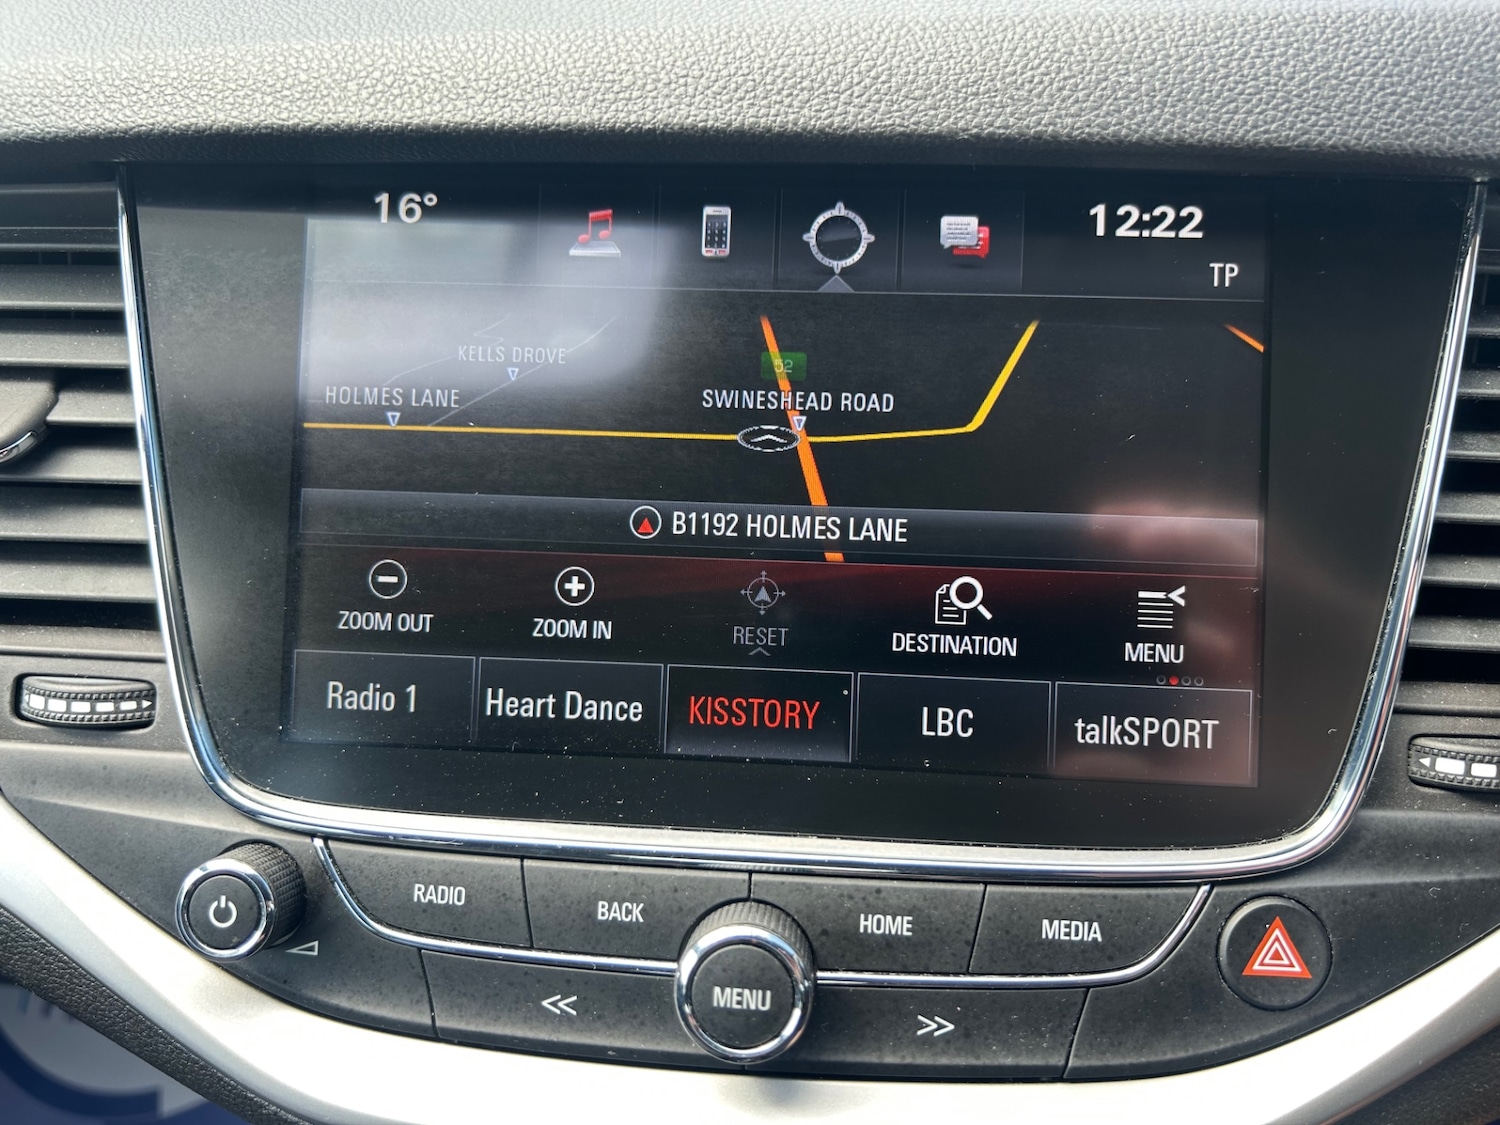 16°
12:22
TP
KELLS DROVE
HOLMES LANE
52
SWINESHEAD ROAD
B1192 HOLMES LANE
ZOOM OUT
ZOOM IN
RESET
DESTINATION
MENU
Radio 1
Heart Dance
KISSTORY
LBC
talkSPORT
RADIO
BACK
HOME
MEDIA
MENU